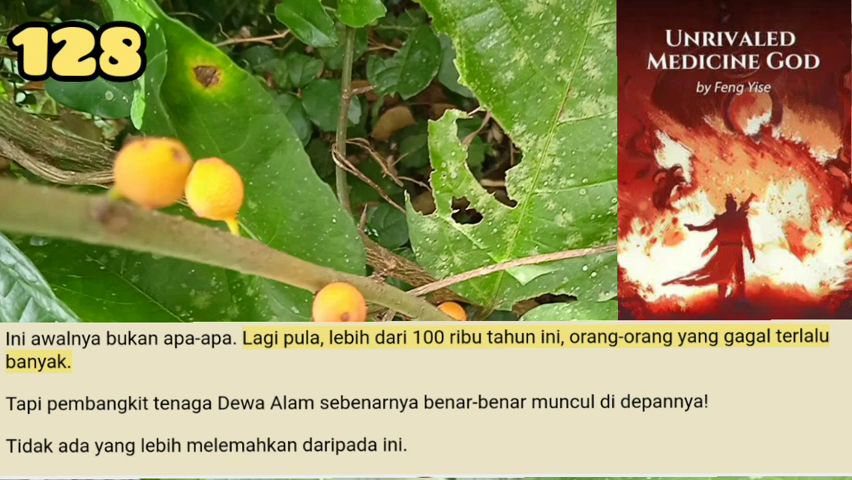 128
UNRIVALED
MEDICINE GOD
by Feng Yise
Ini awalnya bukan apa-apa. Lagi pula, lebih dari 100 ribu tahun ini, orang-orang yang gagal terlalu
banyak.
Tapi pembangkit tenaga Dewa Alam sebenarnya benar-benar muncul di depannya!
Tidak ada yang lebih melemahkan daripada ini.